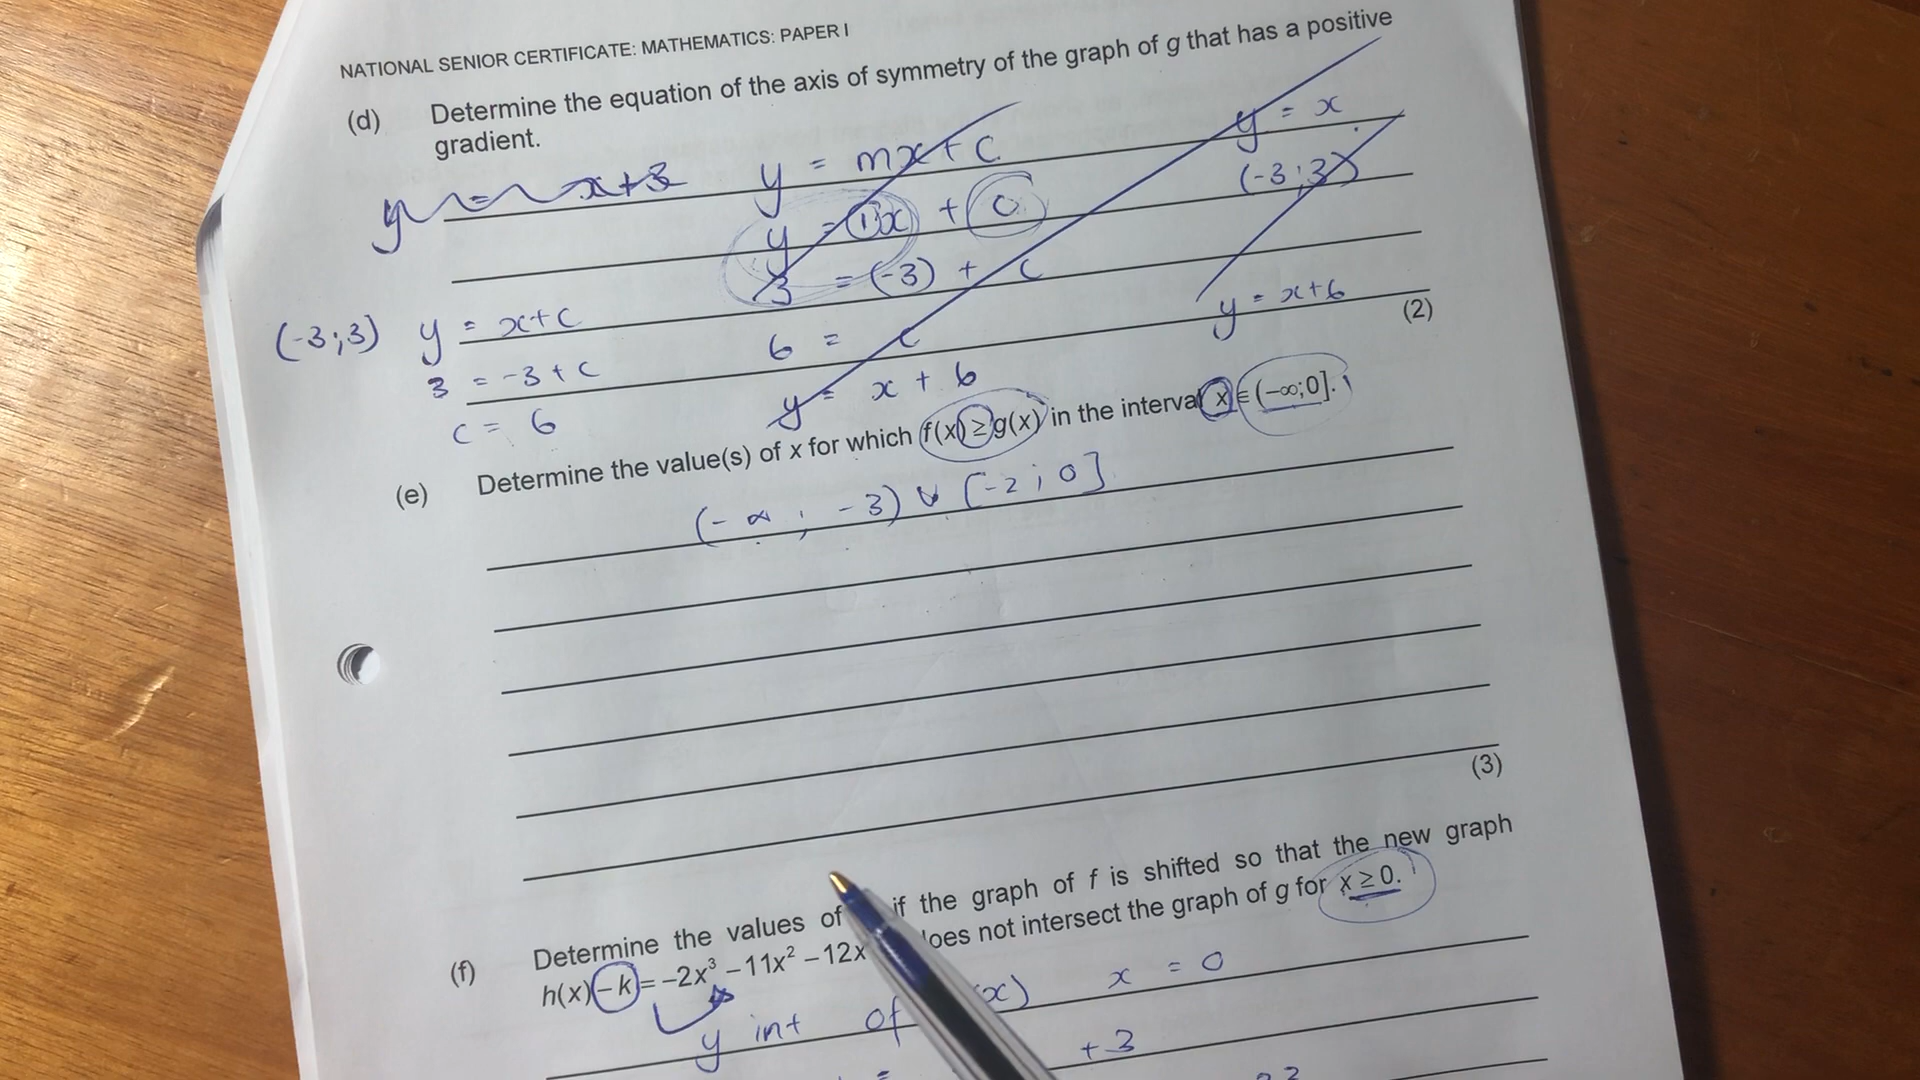 NATIONAL SENIOR CERTIFICATE: MATHEMATICS: PAPER I
(d) Determine the equation of the axis of symmetry of the graph of g that has a positive
gradient.
y = x+3
y = mx + c
y = x
(-3;3)
y = 1x + 0
3 = (-3) + c
6 = c
y = x + 6
y = x+6
(2)
(-3;3) y = x+c
3 = -3 + c
c = 6
(e) Determine the value(s) of x for which f(x) ≥ g(x) in the interval x ∈ (−∞;0].
(- ∞ ; -3) ∪ [-2 ; 0]
(3)
(f) Determine the values of if the graph of f is shifted so that the new graph
h(x) − k = −2x³ − 11x² − 12x does not intersect the graph of g for x ≥ 0.
y int of (x) x = 0
+3